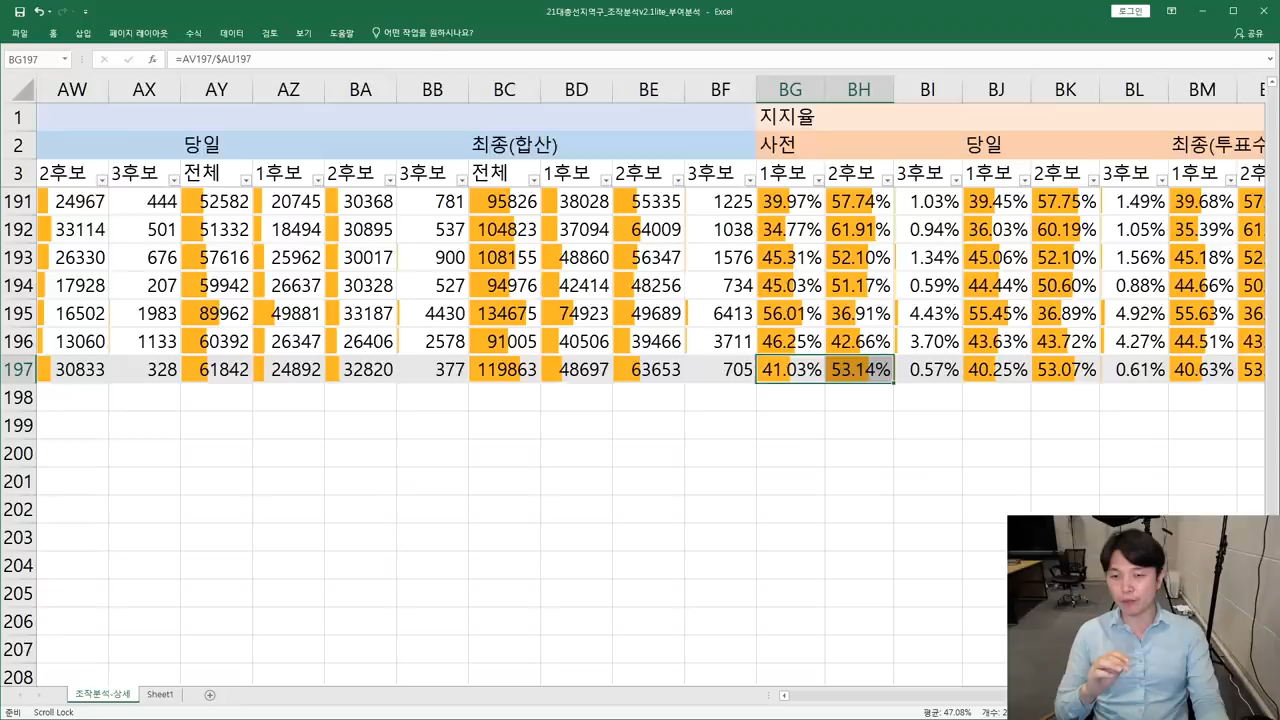 21대총선지역구_조작분석v2.1lite_부여분석 - Excel
로그인
파일 홈 삽입 페이지 레이아웃 수식 데이터 검토 보기 도움말 어떤 작업을 원하시나요? 공유
BG197 fx =AV197/$AU197
AW AX AY AZ BA BB BC BD BE BF BG BH BI BJ BK BL BM
1 지지율
2 당일 최종(합산) 사전 당일 최종(투표수
3 2후보 3후보 전체 1후보 2후보 3후보 전체 1후보 2후보 3후보 1후보 2후보 3후보 1후보 2후보 3후보 1후보 2후
191 24967 444 52582 20745 30368 781 95826 38028 55335 1225 39.97% 57.74% 1.03% 39.45% 57.75% 1.49% 39.68% 57.
192 33114 501 51332 18494 30895 537 104823 37094 64009 1038 34.77% 61.91% 0.94% 36.03% 60.19% 1.05% 35.39% 61.
193 26330 676 57616 25962 30017 900 108155 48860 56347 1576 45.31% 52.10% 1.34% 45.06% 52.10% 1.56% 45.18% 52.
194 17928 207 59942 26637 30328 527 94976 42414 48256 734 45.03% 51.17% 0.59% 44.44% 50.60% 0.88% 44.66% 50.
195 16502 1983 89962 49881 33187 4430 134675 74923 49689 6413 56.01% 36.91% 4.43% 55.45% 36.89% 4.92% 55.63% 36.
196 13060 1133 60392 26347 26406 2578 91005 40506 39466 3711 46.25% 42.66% 3.70% 43.63% 43.72% 4.27% 44.51% 43.
197 30833 328 61842 24892 32820 377 119863 48697 63653 705 41.03% 53.14% 0.57% 40.25% 53.07% 0.61% 40.63% 53.
198
199
200
201
202
203
204
205
206
207
208
조작분석-상세 Sheet1
준비 Scroll Lock 평균: 47.08% 개수: 2